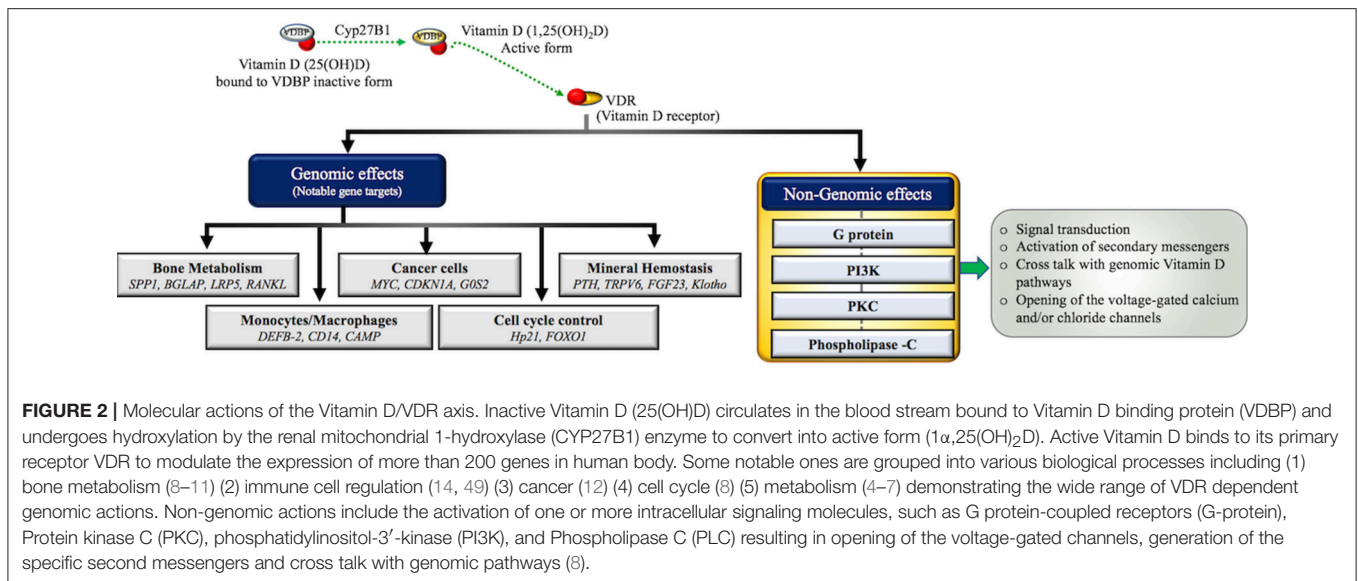 VDBP
Cyp27B1
VDBP
Vitamin D (1,25(OH)₂D)
Active form
Vitamin D (25(OH)D)
bound to VDBP inactive form
VDR
(Vitamin D receptor)
Genomic effects
(Notable gene targets)
Bone Metabolism
SPP1, BGLAP, LRP5, RANKL
Cancer cells
MYC, CDKN1A, G0S2
Mineral Hemostasis
PTH, TRPV6, FGF23, Klotho
Monocytes/Macrophages
DEFB-2, CD14, CAMP
Cell cycle control
Hp21, FOXO1
Non-Genomic effects
G protein
PI3K
PKC
Phospholipase -C
o Signal transduction
o Activation of secondary messengers
o Cross talk with genomic Vitamin D
pathways
o Opening of the voltage-gated calcium
and/or chloride channels
FIGURE 2 | Molecular actions of the Vitamin D/VDR axis. Inactive Vitamin D (25(OH)D) circulates in the blood stream bound to Vitamin D binding protein (VDBP) and
undergoes hydroxylation by the renal mitochondrial 1-hydroxylase (CYP27B1) enzyme to convert into active form (1α,25(OH)₂D). Active Vitamin D binds to its primary
receptor VDR to modulate the expression of more than 200 genes in human body. Some notable ones are grouped into various biological processes including (1)
bone metabolism (8–11) (2) immune cell regulation (14, 49) (3) cancer (12) (4) cell cycle (8) (5) metabolism (4–7) demonstrating the wide range of VDR dependent
genomic actions. Non-genomic actions include the activation of one or more intracellular signaling molecules, such as G protein-coupled receptors (G-protein),
Protein kinase C (PKC), phosphatidylinositol-3′-kinase (PI3K), and Phospholipase C (PLC) resulting in opening of the voltage-gated channels, generation of the
specific second messengers and cross talk with genomic pathways (8).